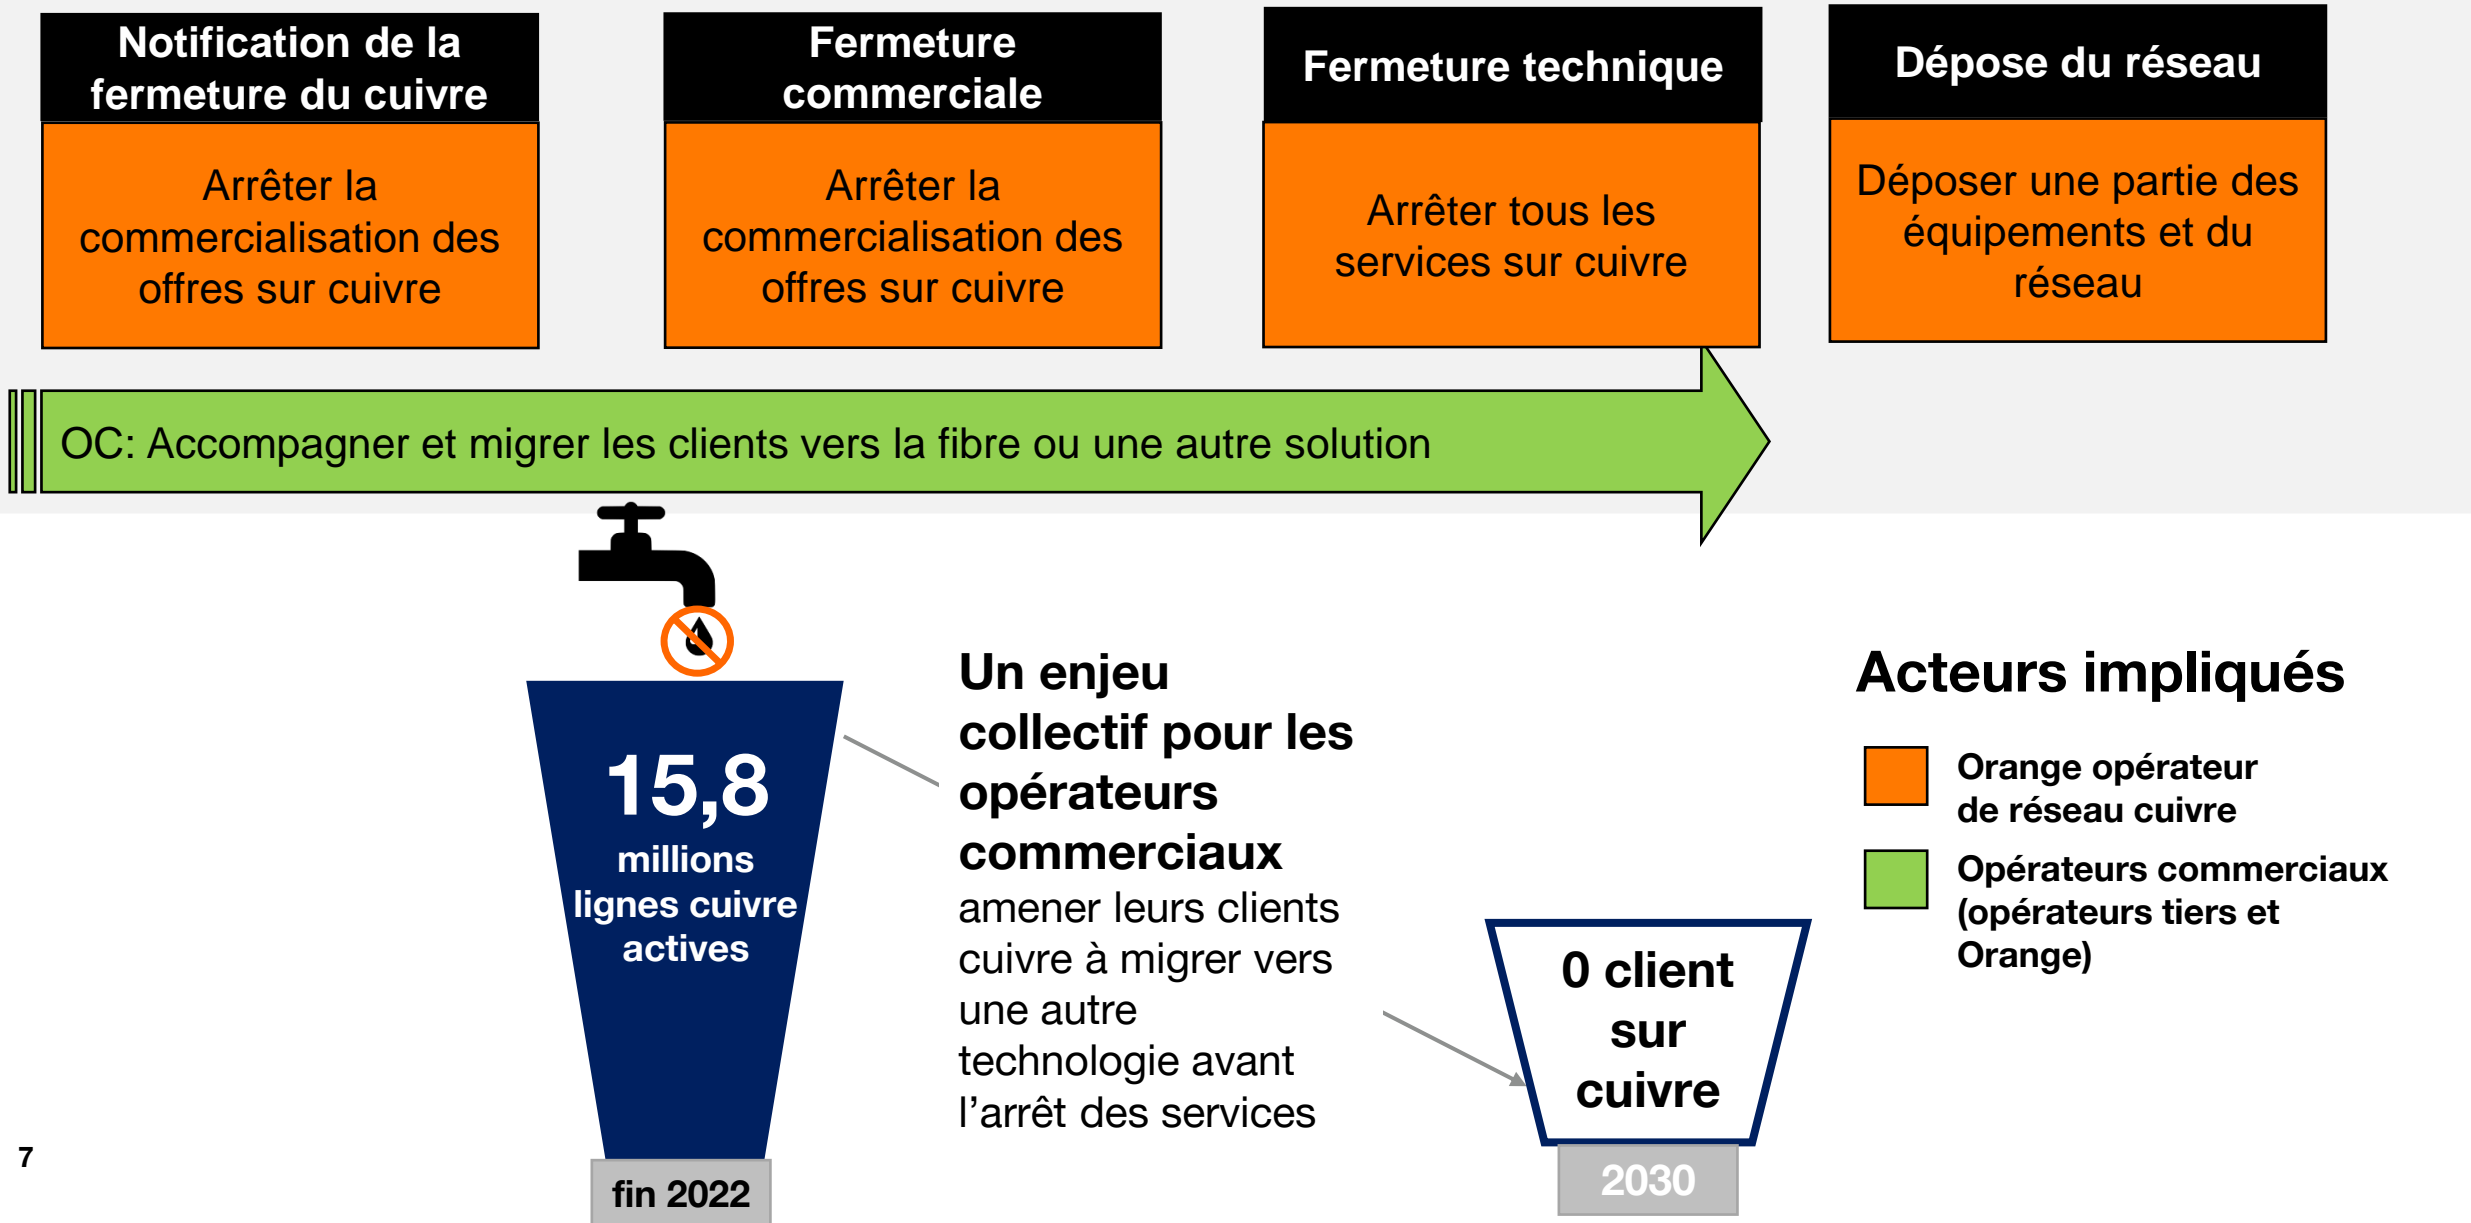 Notification de la
fermeture du cuivre
Arrêter la
commercialisation des
offres sur cuivre
Fermeture
commerciale
Arrêter la
commercialisation des
offres sur cuivre
Fermeture technique
Arrêter tous les
services sur cuivre
Dépose du réseau
Déposer une partie des
équipements et du
réseau
OC: Accompagner et migrer les clients vers la fibre ou une autre solution
15,8
millions
lignes cuivre
actives
fin 2022
Un enjeu
collectif pour les
opérateurs
commerciaux
amener leurs clients
cuivre à migrer vers
une autre
technologie avant
l'arrêt des services
0 client
sur
cuivre
2030
Acteurs impliqués
Orange opérateur
de réseau cuivre
Opérateurs commerciaux
(opérateurs tiers et
Orange)
7